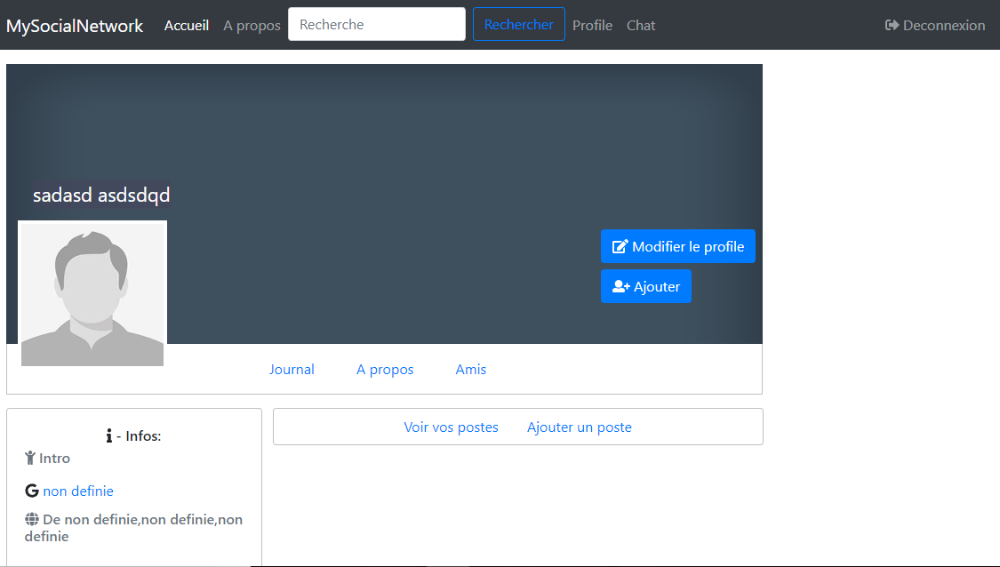 MySocialNetwork Accueil A propos Recherche Rechercher Profile Chat Deconnexion
sadasd asdsdqd
Modifier le profile
Ajouter
Journal A propos Amis
i - Infos:
Intro
G non definie
De non definie,non definie,non
definie
Voir vos postes Ajouter un poste